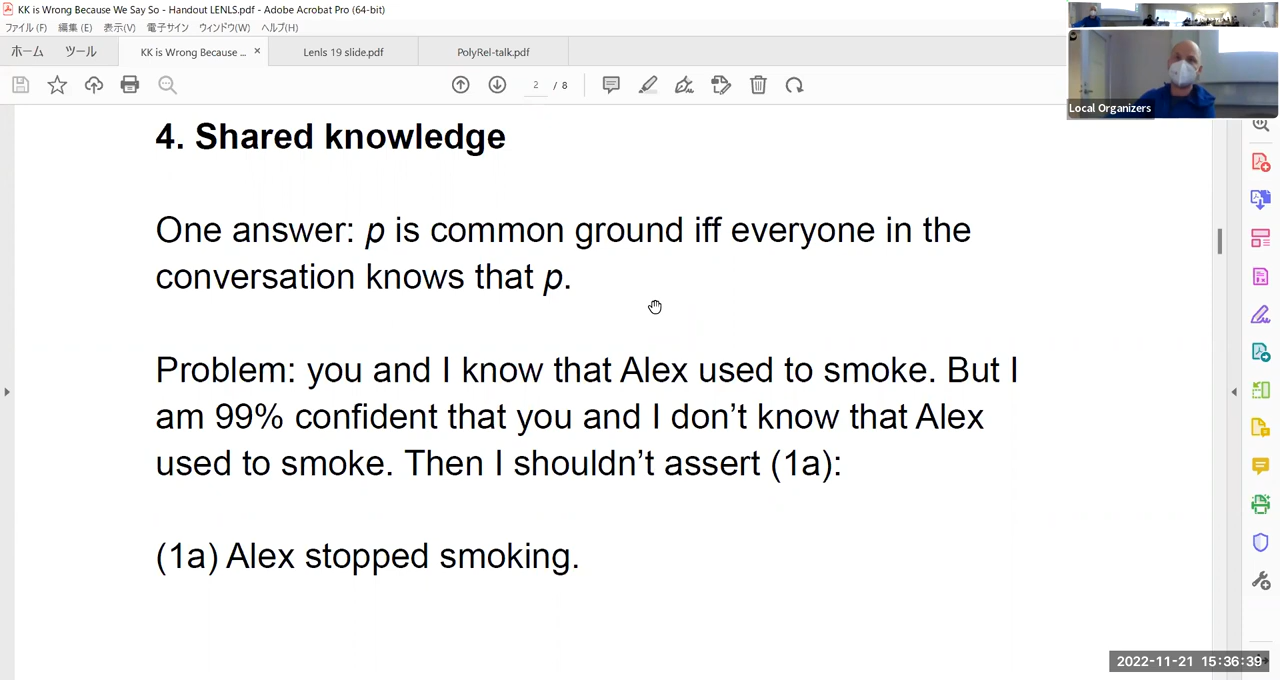 KK is Wrong Because We Say So - Handout LENLS.pdf - Adobe Acrobat Pro (64-bit)
ファイル(F) 編集(E) 表示(V) 電子サイン ウィンドウ(W) ヘルプ(H)
ホーム ツール KK is Wrong Because ... × Lenls 19 slide.pdf PolyRel-talk.pdf
2 / 8
Local Organizers
4. Shared knowledge
One answer: p is common ground iff everyone in the
conversation knows that p.
Problem: you and I know that Alex used to smoke. But I
am 99% confident that you and I don’t know that Alex
used to smoke. Then I shouldn’t assert (1a):
(1a) Alex stopped smoking.
2022-11-21 15:36:39